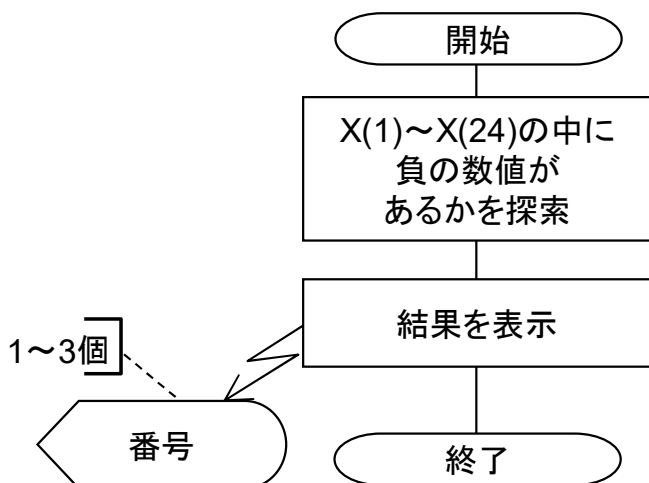 開始
X(1)～X(24)の中に
負の数値が
あるかを探索
結果を表示
1～3個
番号
終了